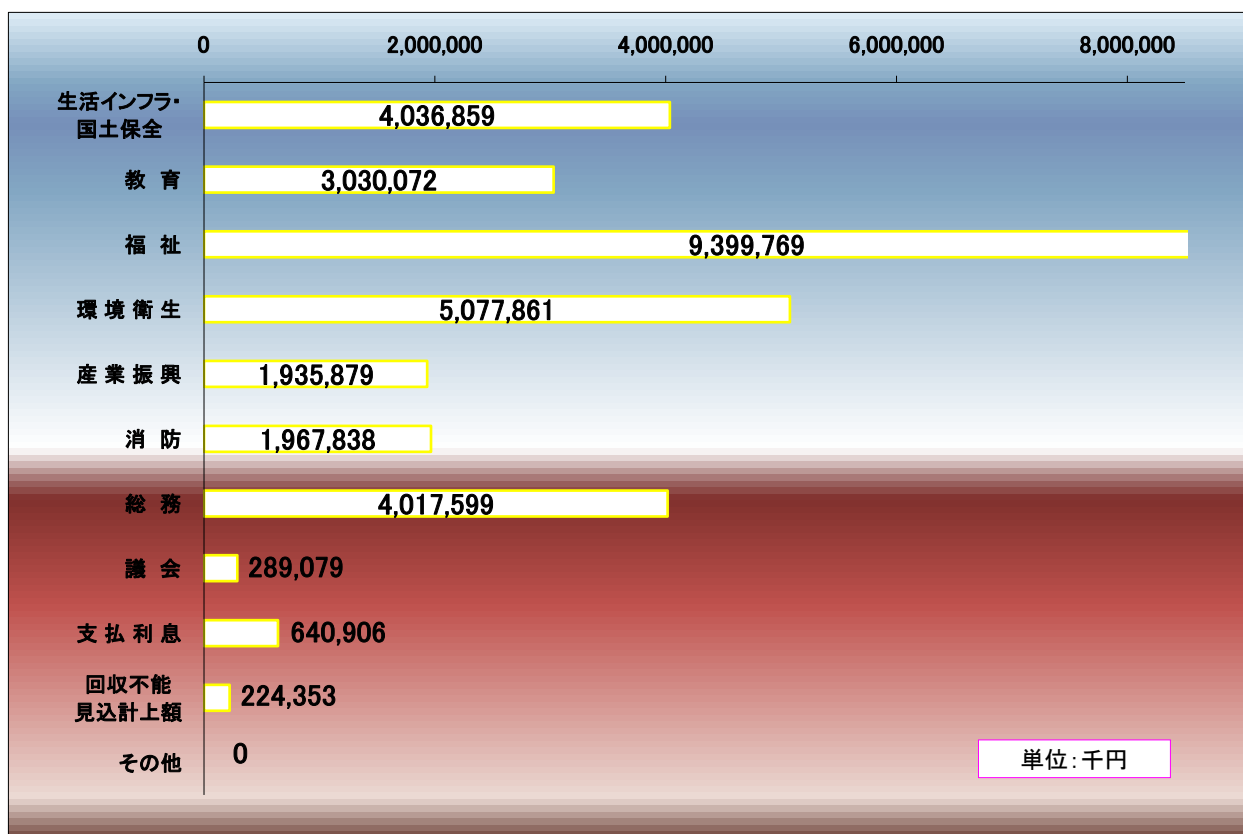 0 2,000,000 4,000,000 6,000,000 8,000,000
生活インフラ・
国土保全
4,036,859
教 育
3,030,072
福 祉
9,399,769
環境衛生
5,077,861
産業振興
1,935,879
消 防
1,967,838
総 務
4,017,599
議 会
289,079
支払利息
640,906
回収不能
見込計上額
224,353
その他
0
単位:千円